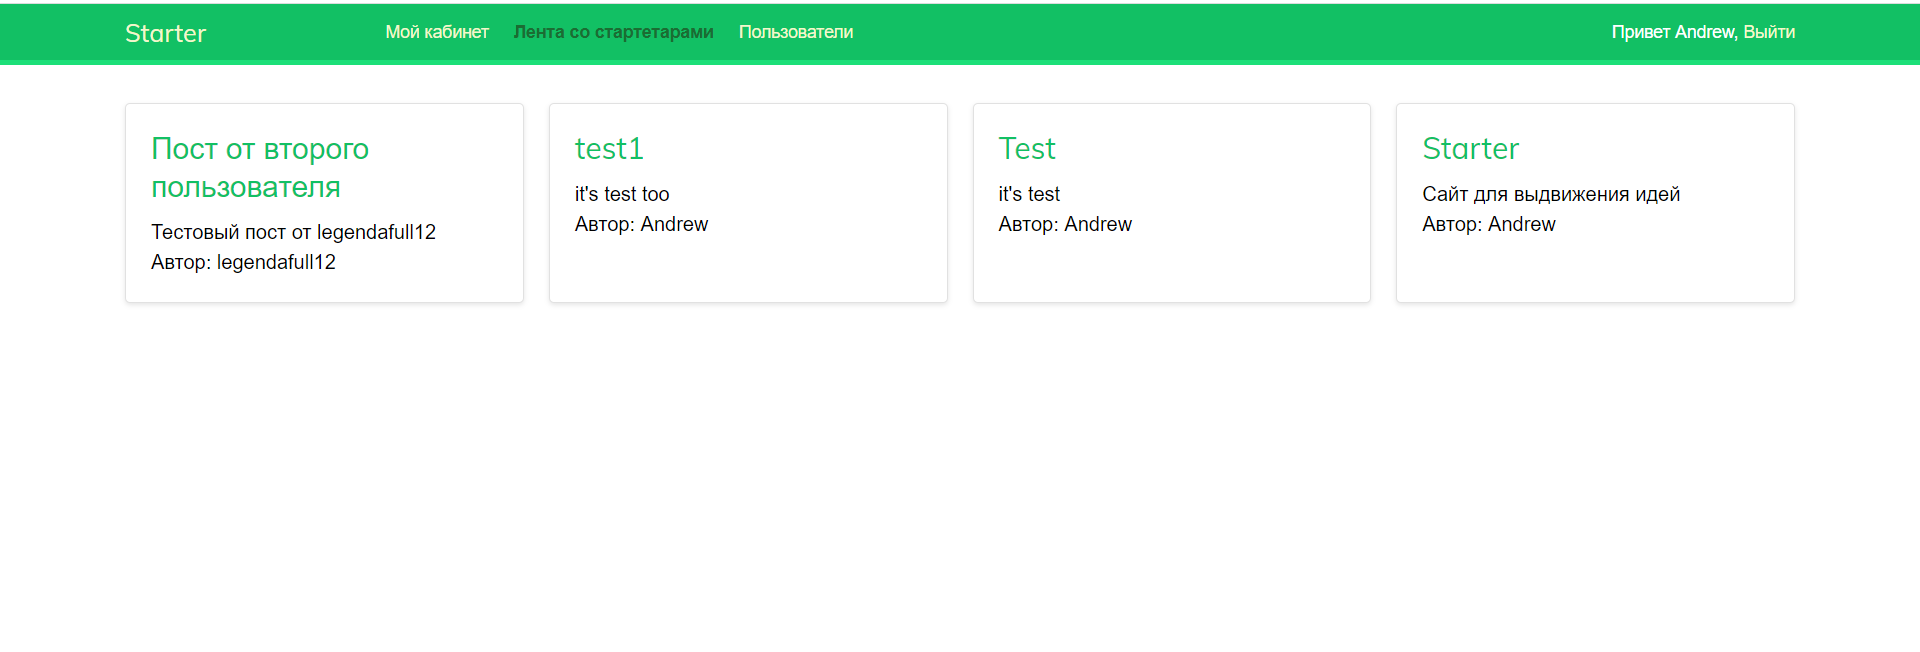 Starter
Мой кабинет
Лента со стартетарами
Пользователи
Привет Andrew, Выйти
Пост от второго
пользователя
Тестовый пост от legendafull12
Автор: legendafull12
test1
it's test too
Автор: Andrew
Test
it's test
Автор: Andrew
Starter
Сайт для выдвижения идей
Автор: Andrew